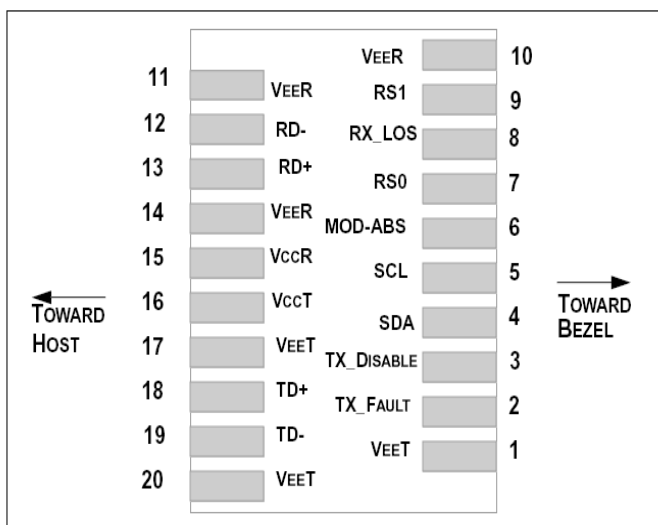 VEER 10
11 VEER
RS1 9
12 RD-
RX_LOS 8
13 RD+
RS0 7
14 VEER
MOD-ABS 6
15 VCCR
SCL 5
16 VCCT
SDA 4
17 VEET
TX_DISABLE 3
18 TD+
TX_FAULT 2
19 TD-
VEET 1
20 VEET
TOWARD
HOST
TOWARD
BEZEL